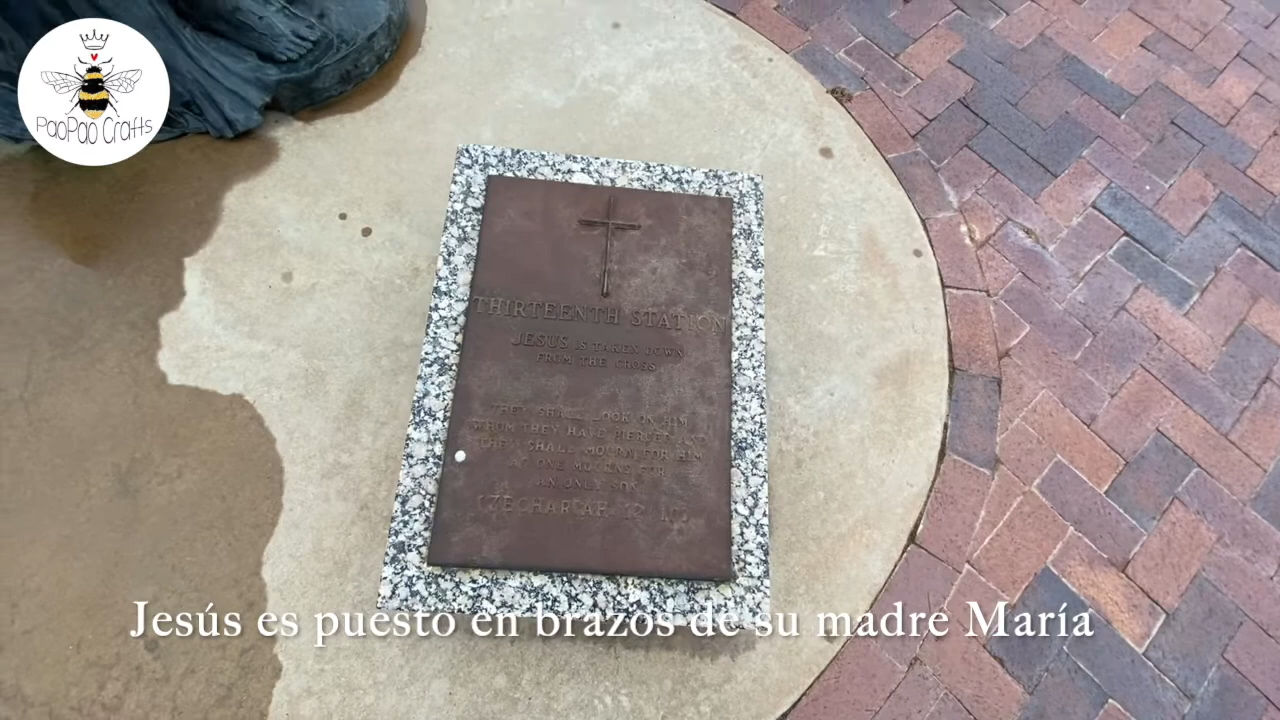 PaoPao Crafts
THIRTEENTH STATION
JESUS IS TAKEN DOWN
FROM THE CROSS
THEY SHALL LOOK ON HIM
WHOM THEY HAVE PIERCED AND
THEY SHALL MOURN FOR HIM
AS ONE MOURNS FOR
AN ONLY SON
(ZECHARIAH 12:10)
Jesús es puesto en brazos de su madre María